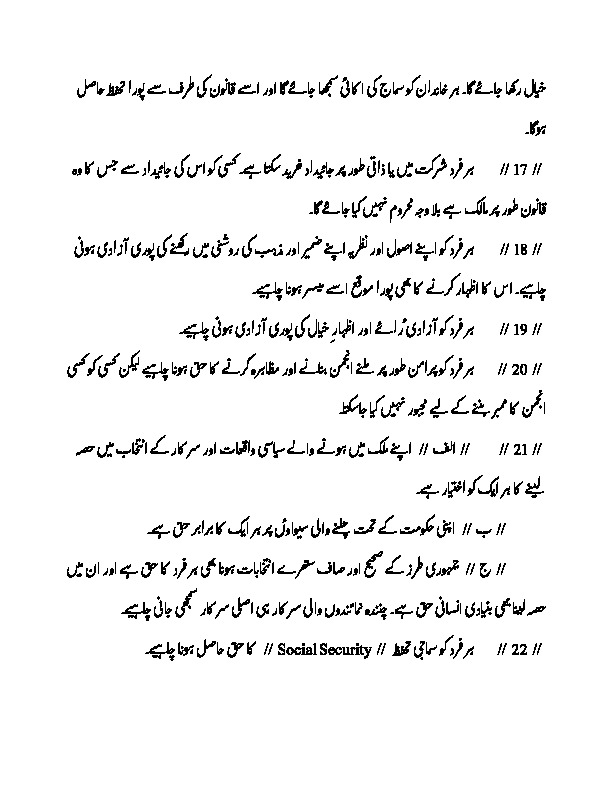 خیال رکھا جائے گا۔ ہر خاندان کو سماج کی اکائی سمجھا جائے گا اور اسے قانون کی طرف سے پورا تحفظ حاصل
ہوگا۔
// 17 // ہر فرد شرکت میں یا ذاتی طور پر جائیداد خرید سکتا ہے۔ کسی کو اس کی جائیداد سے جس کا وہ
قانون طور پر مالک ہے بلاوجہ محروم نہیں کیا جائے گا۔
// 18 // ہر فرد کو اپنے اصول اور نظریہ اپنے ضمیر اور مذہب کی روشنی میں رکھنے کی پوری آزادی ہونی
چاہیے۔ اس کا اظہار کرنے کا بھی پورا موقع اسے میسر ہونا چاہیے۔
// 19 // ہر فرد کو آزادیٔ رائے اور اظہارِ خیال کی پوری آزادی ہونی چاہیے۔
// 20 // ہر فرد کو پرامن طور پر ملنے انجمن بنانے اور مظاہرہ کرنے کا حق ہونا چاہیے لیکن کسی کو کسی
انجمن کا ممبر بننے کے لیے مجبور نہیں کیا جاسکتا۔
// 21 // // الف // اپنے ملک میں ہونے والے سیاسی واقعات اور سرکار کے انتخاب میں حصہ
لینے کا ہر ایک کو اختیار ہے۔
// ب // اپنی حکومت کے تحت چلنے والی سیواؤں پر ہر ایک کا برابر حق ہے۔
// ج // جمہوری طرز کے صحیح اور صاف ستھرے انتخابات ہونا بھی ہر فرد کا حق ہے اور ان میں
حصہ لینا بھی بنیادی انسانی حق ہے۔ چنندہ نمائندوں والی سرکار ہی اصلی سرکار سمجھی جانی چاہیے۔
// 22 // ہر فرد کو سماجی تحفظ // Social Security // کا حق حاصل ہونا چاہیے۔